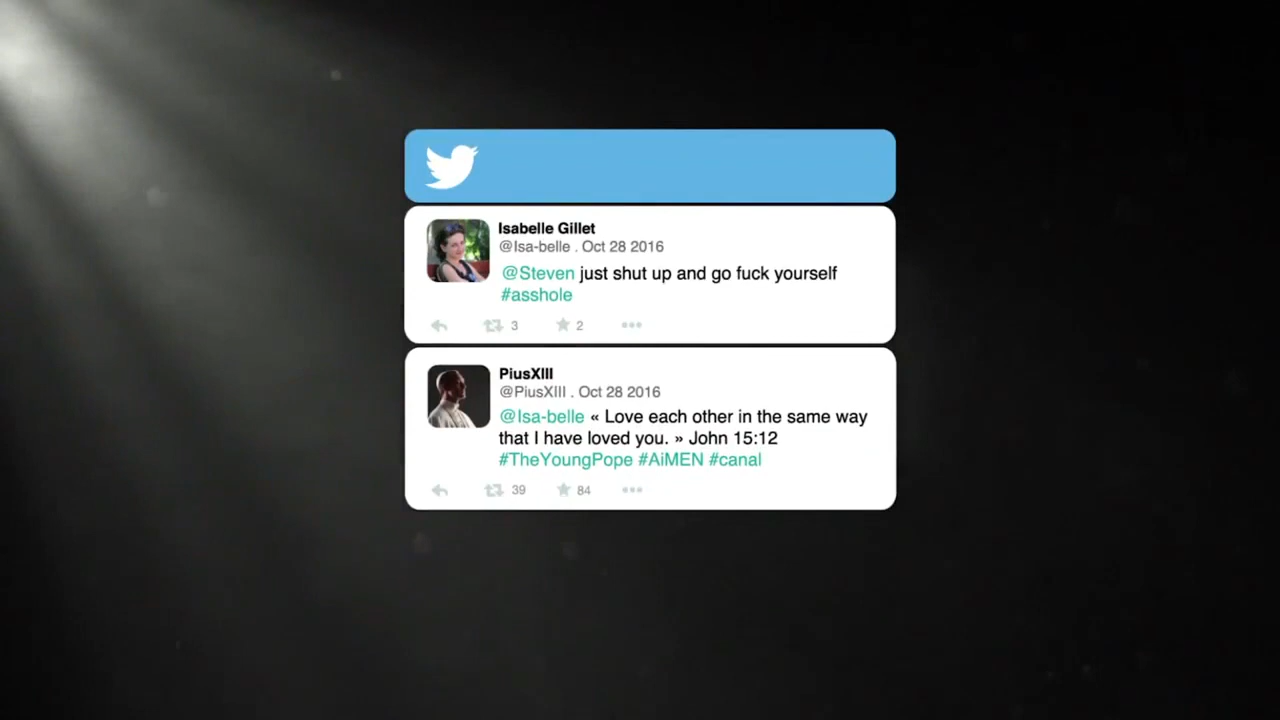 Isabelle Gillet
@Isa-belle . Oct 28 2016
@Steven just shut up and go fuck yourself
#asshole
3 2
PiusXIII
@PiusXIII . Oct 28 2016
@Isa-belle « Love each other in the same way
that I have loved you. » John 15:12
#TheYoungPope #AiMEN #canal
39 84